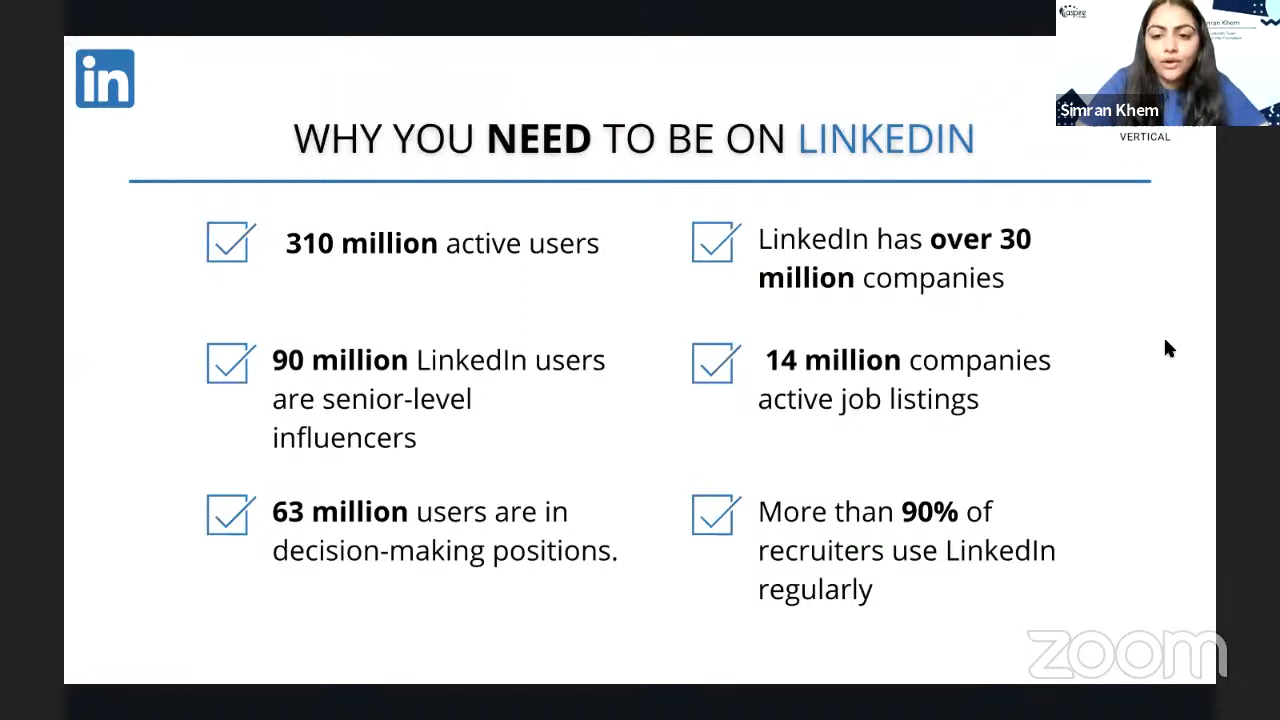 in
aspire
Simran Khem
VERTICAL
WHY YOU NEED TO BE ON LINKEDIN
310 million active users
90 million LinkedIn users
are senior-level
influencers
63 million users are in
decision-making positions.
LinkedIn has over 30
million companies
14 million companies
active job listings
More than 90% of
recruiters use LinkedIn
regularly
zoom